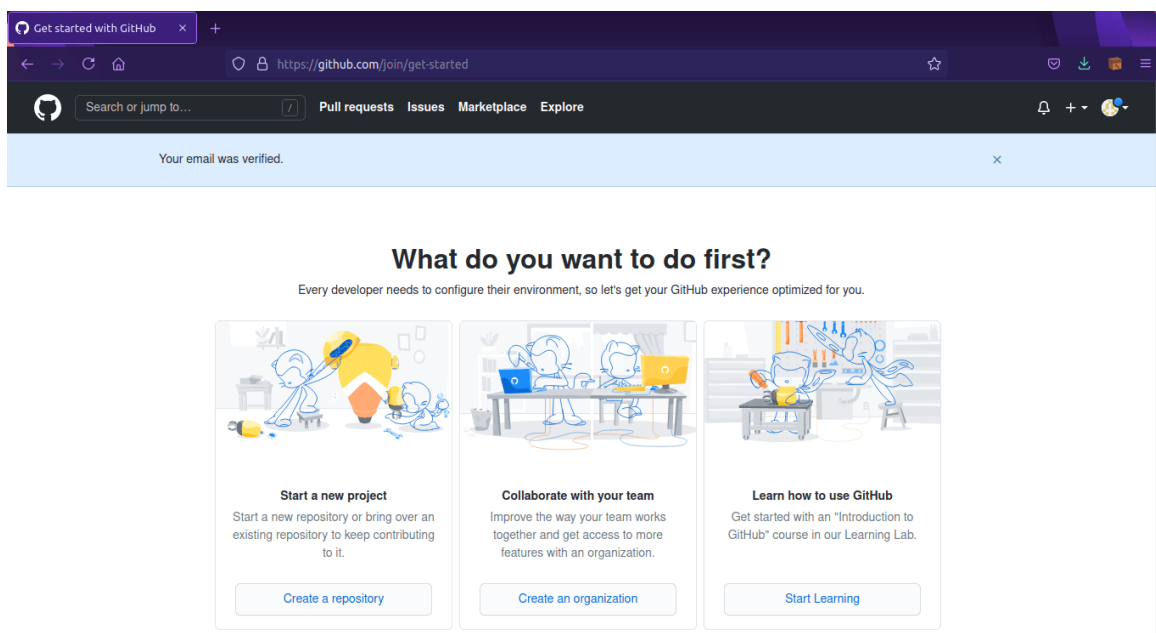 Get started with GitHub
https://github.com/join/get-started
Search or jump to...
/
Pull requests Issues Marketplace Explore
Your email was verified.
What do you want to do first?
Every developer needs to configure their environment, so let's get your GitHub experience optimized for you.
Start a new project
Start a new repository or bring over an
existing repository to keep contributing
to it.
Create a repository
Collaborate with your team
Improve the way your team works
together and get access to more
features with an organization.
Create an organization
Learn how to use GitHub
Get started with an "Introduction to
GitHub" course in our Learning Lab.
Start Learning